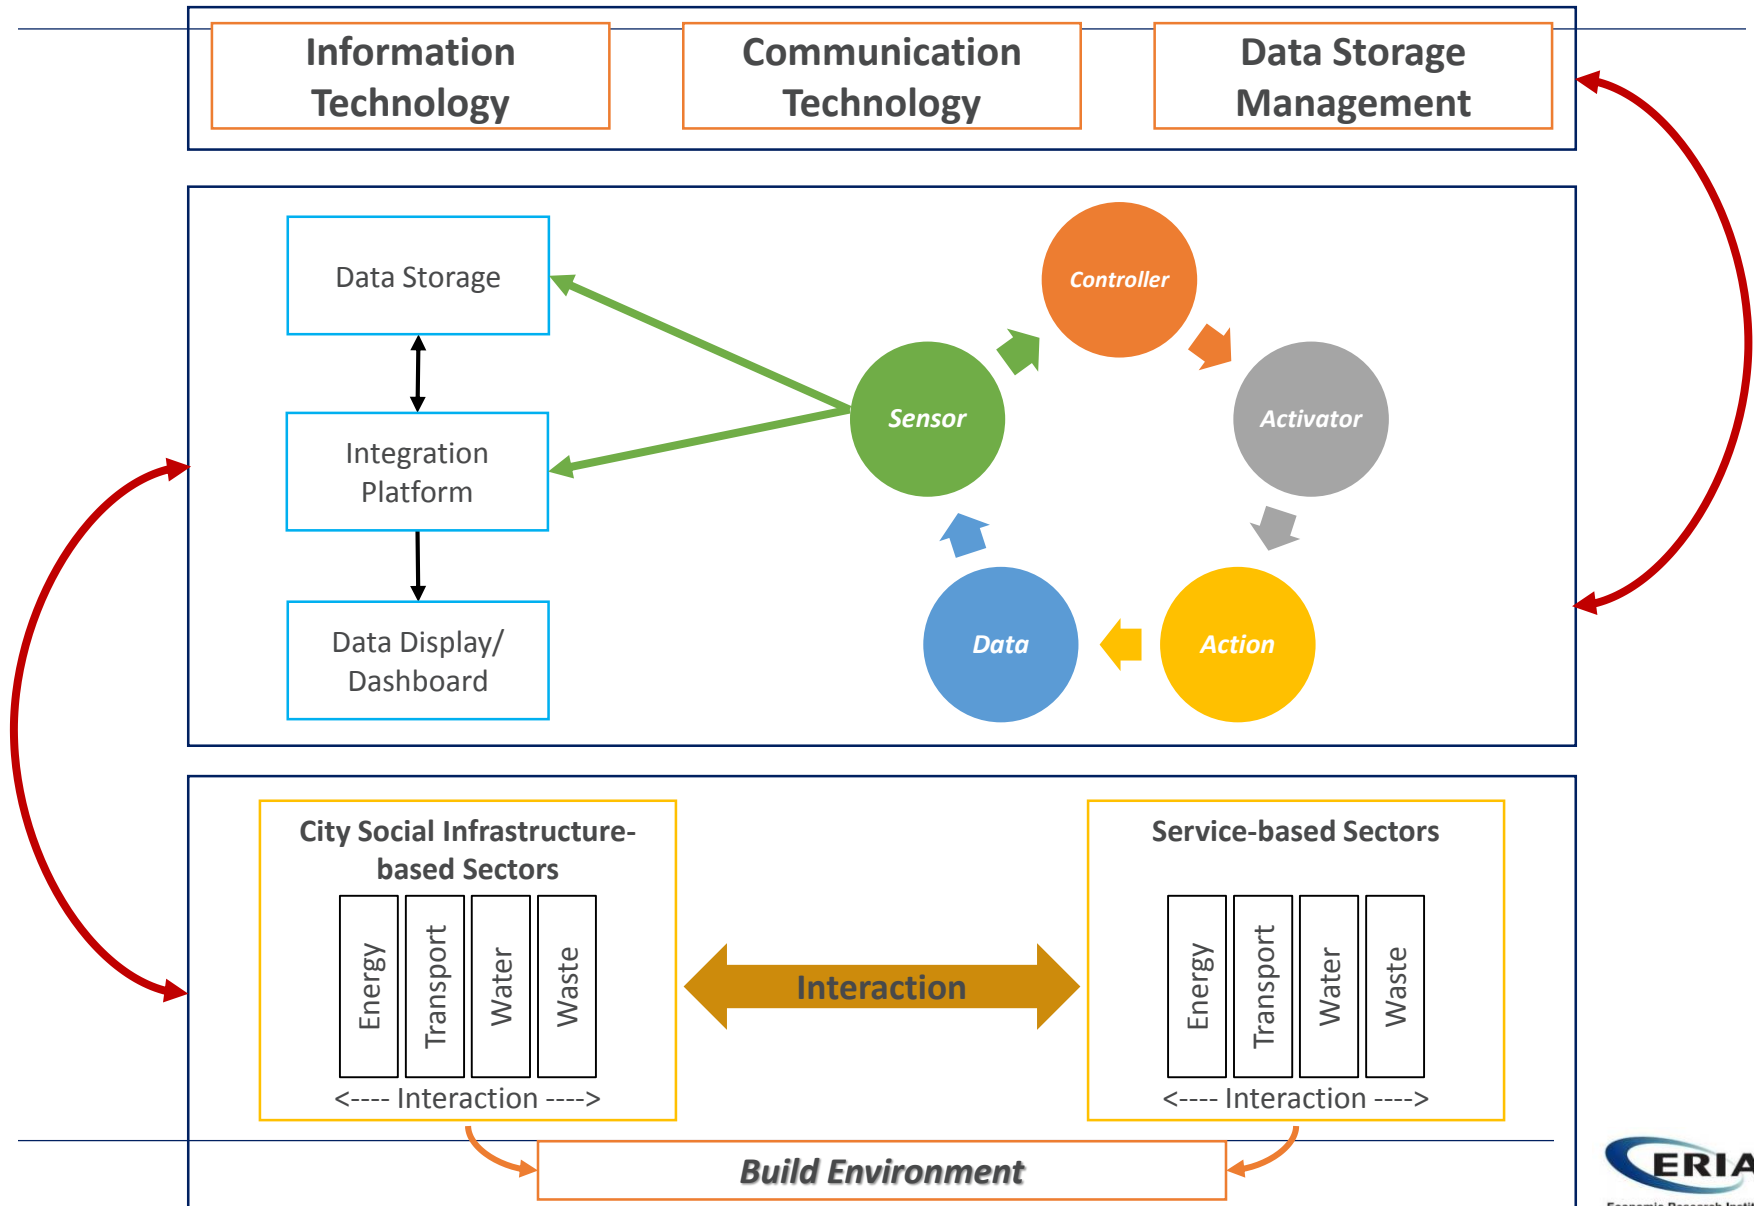 Information
Technology
Communication
Technology
Data Storage
Management
Data Storage
Integration
Platform
Data Display/
Dashboard
Controller
Sensor
Activator
Data
Action
City Social Infrastructure-
based Sectors
Energy
Transport
Water
Waste
<---- Interaction ---->
Interaction
Service-based Sectors
Energy
Transport
Water
Waste
<---- Interaction ---->
Build Environment
ERIA